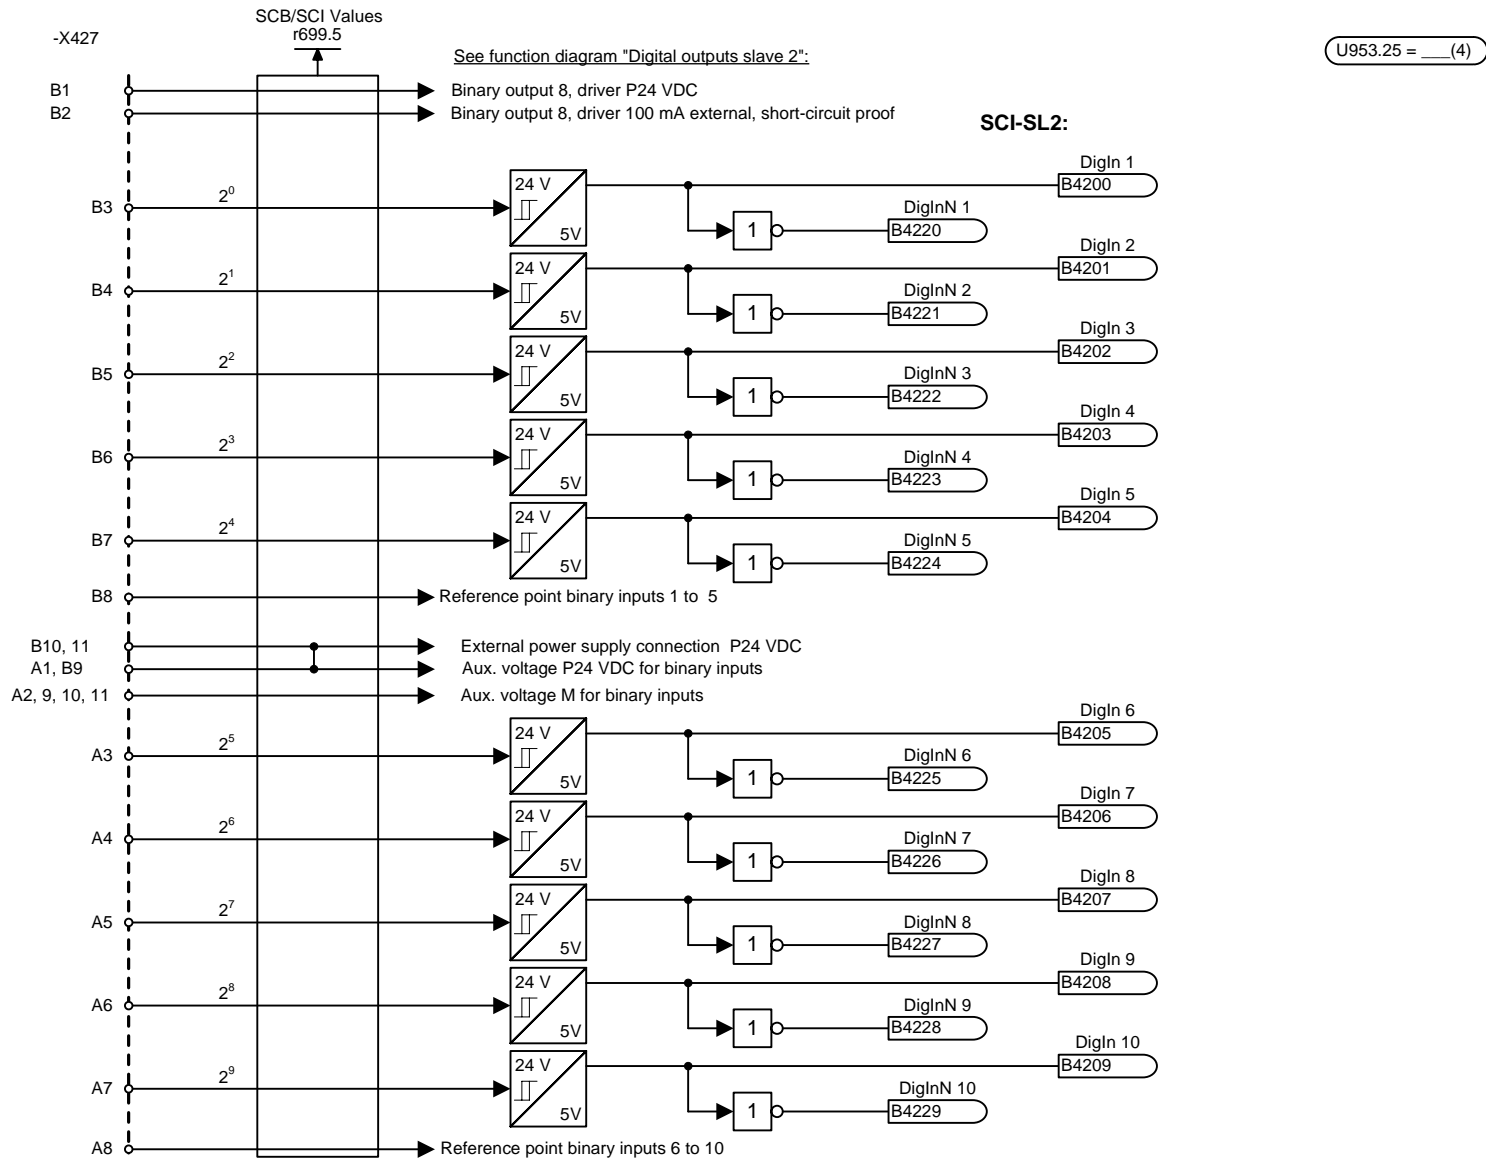 SCB/SCI Values
r699.5
-X427
See function diagram "Digital outputs slave 2":
U953.25 = ___(4)
B1 Binary output 8, driver P24 VDC
B2 Binary output 8, driver 100 mA external, short-circuit proof
SCI-SL2:
DigIn 1
24 V B4200
B3 2⁰ DigInN 1
5V 1 B4220
DigIn 2
24 V B4201
B4 2¹ DigInN 2
5V 1 B4221
DigIn 3
24 V B4202
B5 2² DigInN 3
5V 1 B4222
DigIn 4
24 V B4203
B6 2³ DigInN 4
5V 1 B4223
DigIn 5
24 V B4204
B7 2⁴ DigInN 5
5V 1 B4224
B8 Reference point binary inputs 1 to 5
B10, 11 External power supply connection P24 VDC
A1, B9 Aux. voltage P24 VDC for binary inputs
A2, 9, 10, 11 Aux. voltage M for binary inputs
DigIn 6
24 V B4205
A3 2⁵ DigInN 6
5V 1 B4225
DigIn 7
24 V B4206
A4 2⁶ DigInN 7
5V 1 B4226
DigIn 8
24 V B4207
A5 2⁷ DigInN 8
5V 1 B4227
DigIn 9
24 V B4208
A6 2⁸ DigInN 9
5V 1 B4228
DigIn 10
24 V B4209
A7 2⁹ DigInN 10
5V 1 B4229
A8 Reference point binary inputs 6 to 10